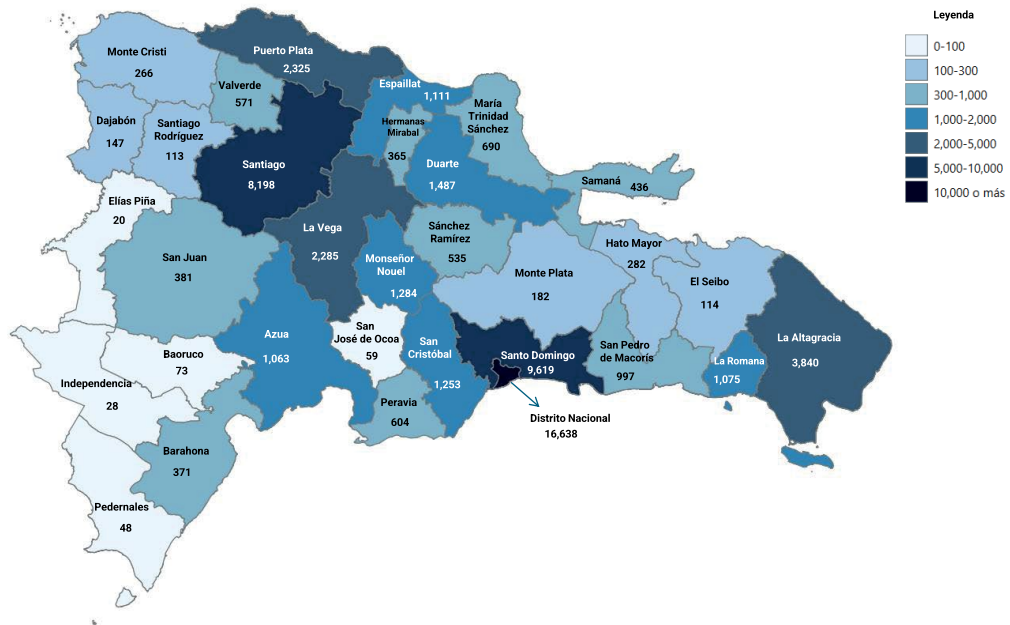 Leyenda
0-100
100-300
300-1,000
1,000-2,000
2,000-5,000
5,000-10,000
10,000 o más
Monte Cristi
266
Puerto Plata
2,325
Valverde
571
Espaillat
1,111
María
Trinidad
Sánchez
690
Dajabón
147
Santiago
Rodríguez
113
Hermanas
Mirabal
365
Santiago
8,198
Duarte
1,487
Samaná 436
Elías Piña
20
La Vega
2,285
Sánchez
Ramírez
535
San Juan
381
Monseñor
Nouel
1,284
Monte Plata
182
Hato Mayor
282
El Seibo
114
Azua
1,063
San
José de Ocoa
59
San
Cristóbal
1,253
Santo Domingo
9,619
San Pedro
de Macorís
997
La Romana
1,075
La Altagracia
3,840
Baoruco
73
Independencia
28
Peravia
604
Distrito Nacional
16,638
Barahona
371
Pedernales
48